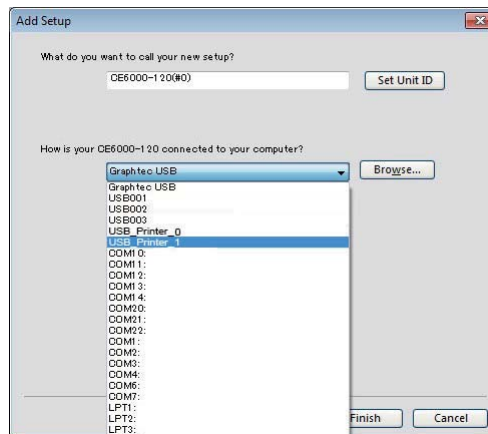 Add Setup
What do you want to call your new setup?
CE6000-120(#0)
Set Unit ID
How is your CE6000-120 connected to your computer?
Graphtec USB
Browse...
Graphtec USB
USB001
USB002
USB003
USB_Printer_0
USB_Printer_1
COM10:
COM11:
COM12:
COM13:
COM14:
COM20:
COM21:
COM22:
COM1:
COM2:
COM3:
COM4:
COM6:
COM7:
LPT1:
LPT2:
LPT3:
Finish
Cancel